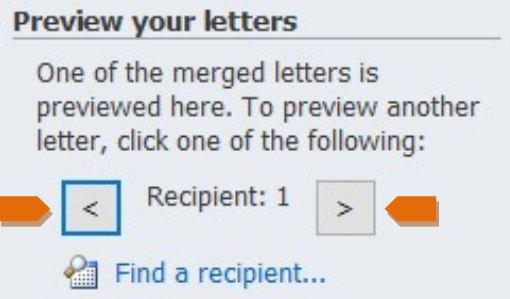 Preview your letters
One of the merged letters is
previewed here. To preview another
letter, click one of the following:
< Recipient: 1 >
Find a recipient...